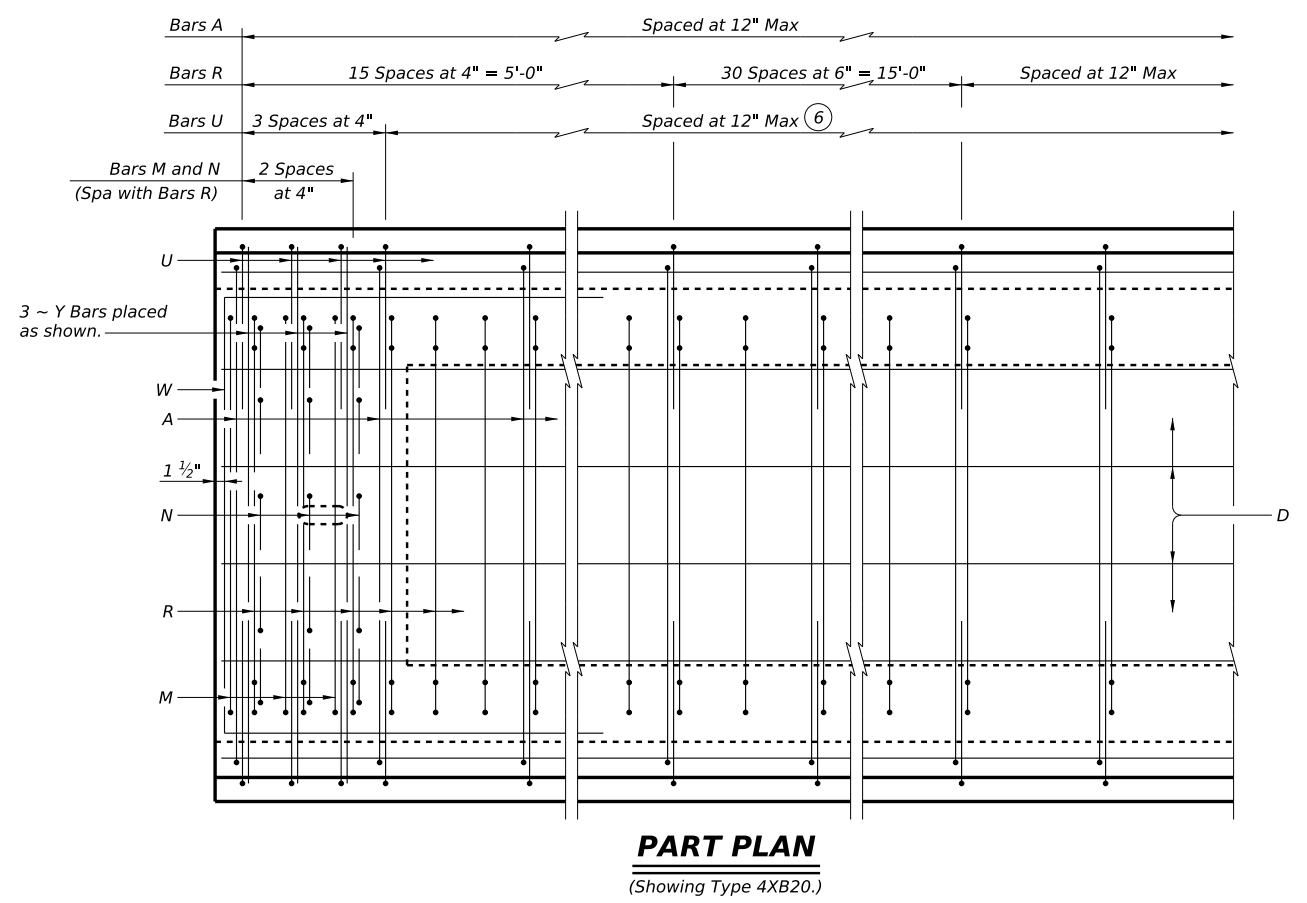 Bars A
Spaced at 12" Max
Bars R
15 Spaces at 4" = 5'-0"
30 Spaces at 6" = 15'-0"
Spaced at 12" Max
Bars U
3 Spaces at 4"
Spaced at 12" Max
6
Bars M and N
(Spa with Bars R)
2 Spaces
at 4"
U
3 ~ Y Bars placed
as shown.
W
A
1 ½"
N
D
R
M
PART PLAN
(Showing Type 4XB20.)